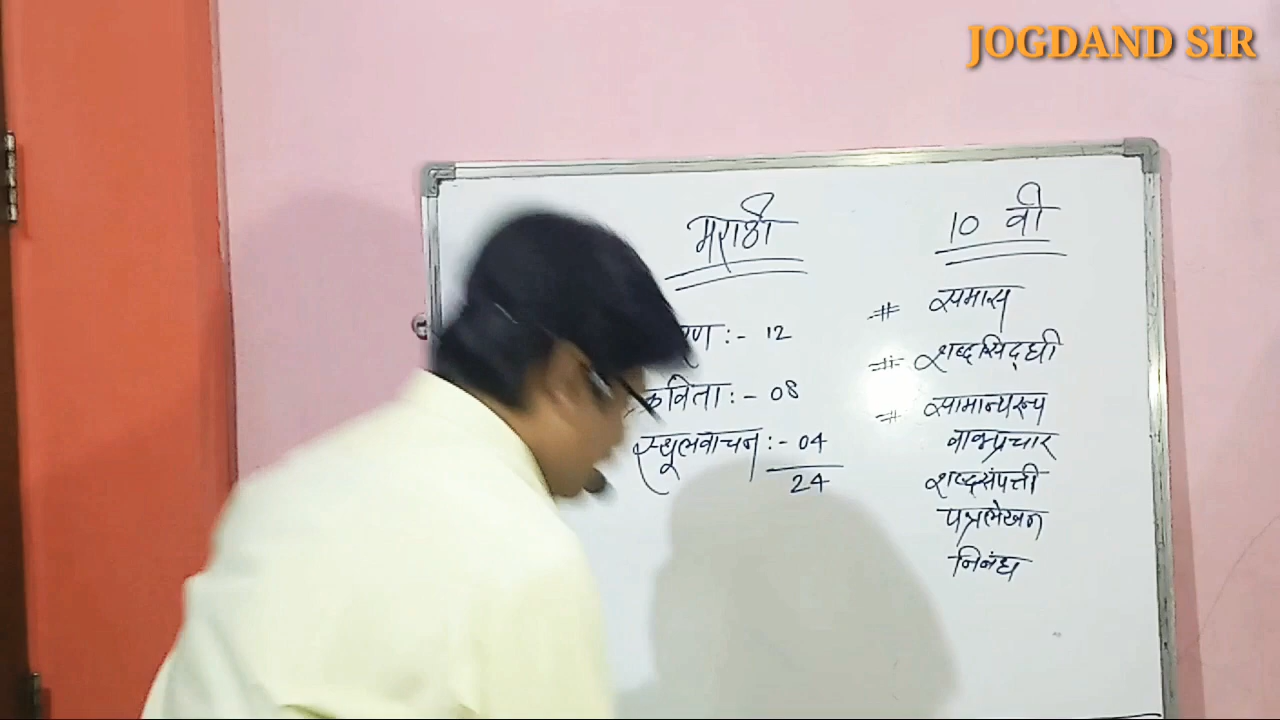 JOGDAND SIR
मराठी
10 वी
:- 12
कविता :- 08
स्थूलवाचन :- 04
24
# समास
# शब्दसिद्धी
# सामान्यरूप
वाक्प्रचार
शब्दसंपत्ती
पत्रलेखन
निबंध